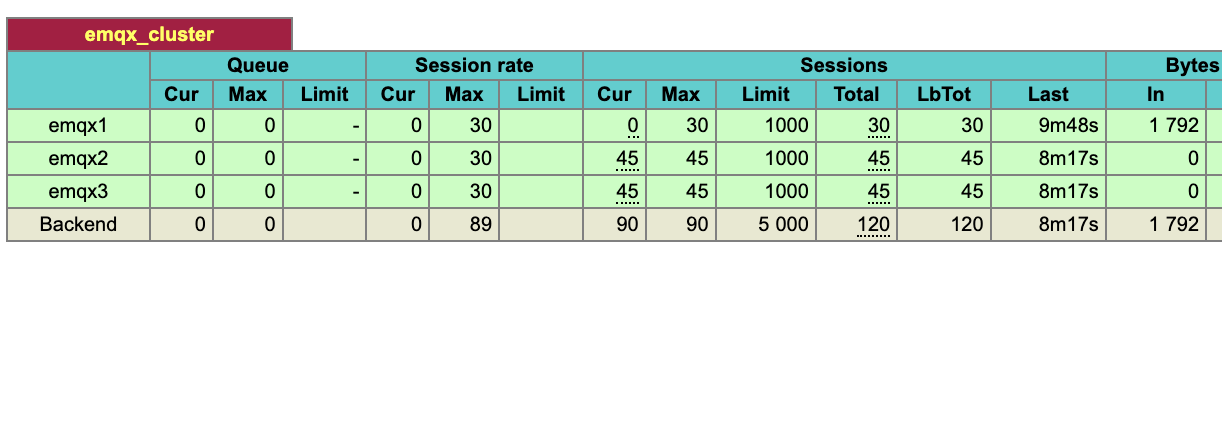 emqx_cluster
Queue Session rate Sessions Bytes
Cur Max Limit Cur Max Limit Cur Max Limit Total LbTot Last In
emqx1 0 0 - 0 30 0 30 1000 30 30 9m48s 1 792
emqx2 0 0 - 0 30 45 45 1000 45 45 8m17s 0
emqx3 0 0 - 0 30 45 45 1000 45 45 8m17s 0
Backend 0 0 0 89 90 90 5 000 120 120 8m17s 1 792